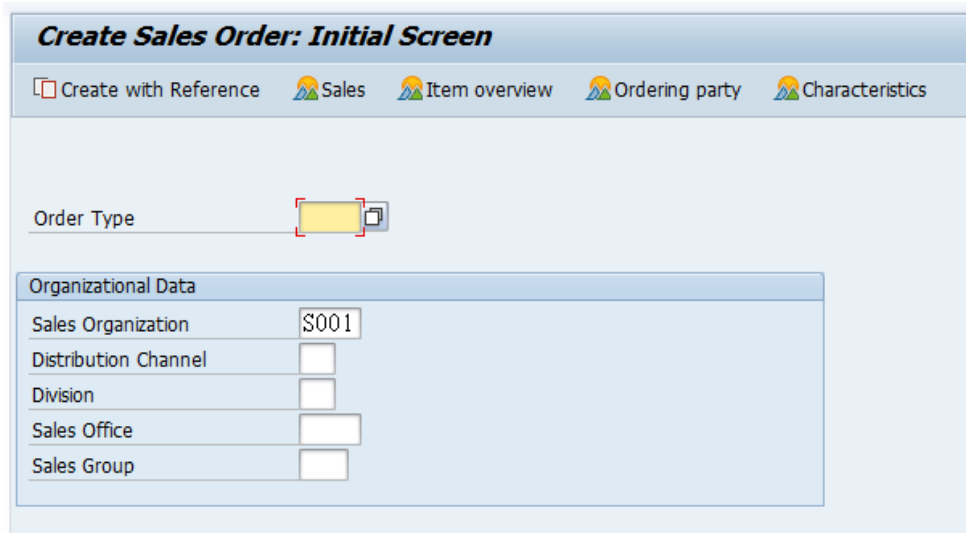 Create Sales Order: Initial Screen
Create with Reference Sales Item overview Ordering party Characteristics
Order Type
Organizational Data
Sales Organization S001
Distribution Channel
Division
Sales Office
Sales Group